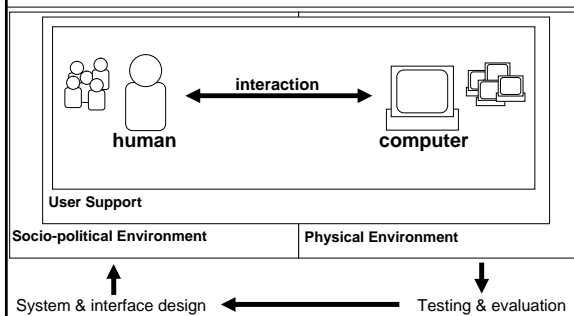 interaction
human computer
User Support
Socio-political Environment Physical Environment
System & interface design Testing & evaluation